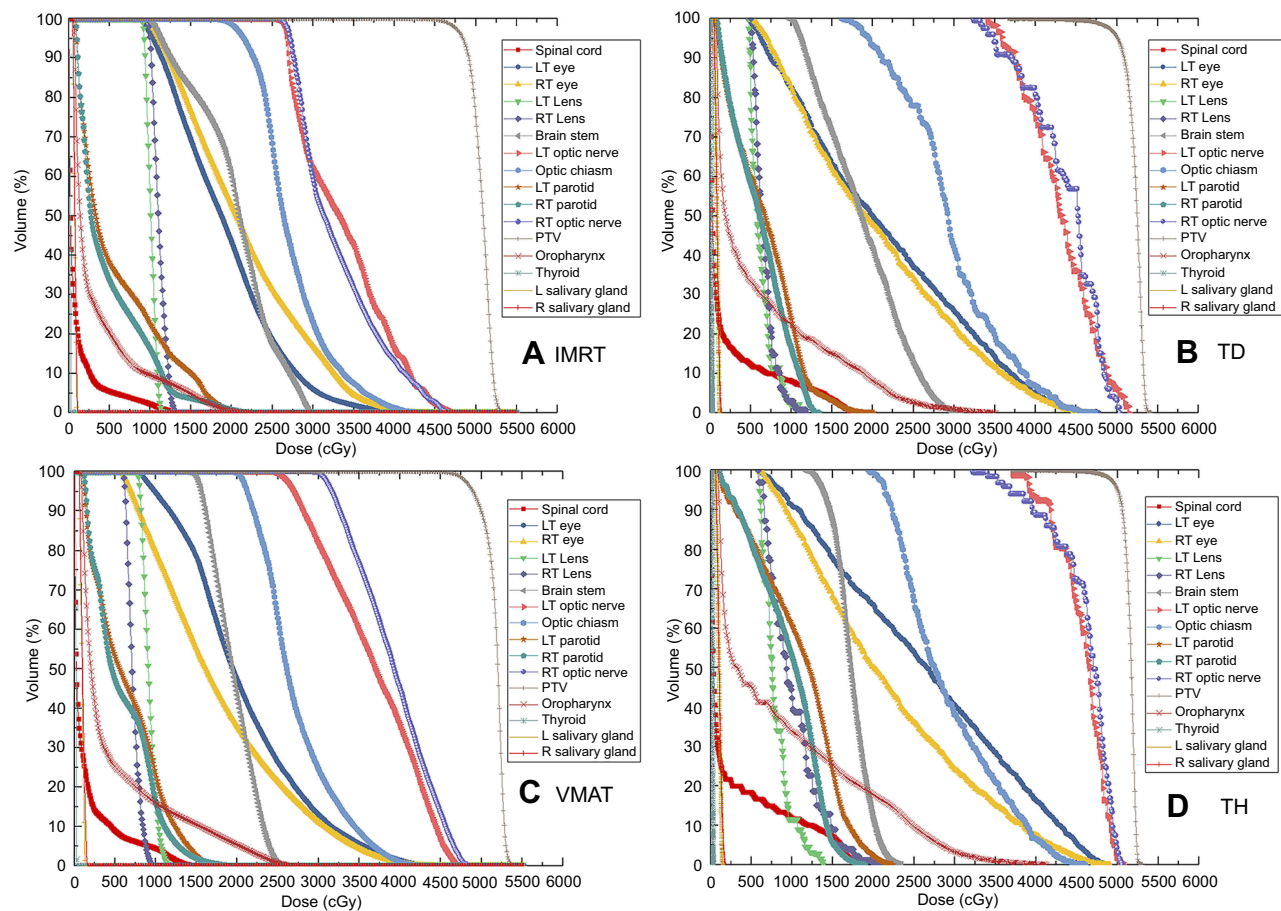 100
90
80
70
60
50
40
30
20
10
0
Volume (%)
0 500 1000 1500 2000 2500 3000 3500 4000 4500 5000 5500 6000
Dose (cGy)
Spinal cord
LT eye
RT eye
LT Lens
RT Lens
Brain stem
LT optic nerve
Optic chiasm
LT parotid
RT parotid
RT optic nerve
PTV
Oropharynx
Thyroid
L salivary gland
R salivary gland
A IMRT
100
90
80
70
60
50
40
30
20
10
0
Volume (%)
0 500 1000 1500 2000 2500 3000 3500 4000 4500 5000 5500 6000
Dose (cGy)
Spinal cord
LT eye
RT eye
LT Lens
RT Lens
Brain stem
LT optic nerve
Optic chiasm
LT parotid
RT parotid
RT optic nerve
PTV
Oropharynx
Thyroid
L salivary gland
R salivary gland
B TD
100
90
80
70
60
50
40
30
20
10
0
Volume (%)
0 500 1000 1500 2000 2500 3000 3500 4000 4500 5000 5500 6000
Dose (cGy)
Spinal cord
LT eye
RT eye
LT Lens
RT Lens
Brain stem
LT optic nerve
Optic chiasm
LT parotid
RT parotid
RT optic nerve
PTV
Oropharynx
Thyroid
L salivary gland
R salivary gland
C VMAT
100
90
80
70
60
50
40
30
20
10
0
Volume (%)
0 500 1000 1500 2000 2500 3000 3500 4000 4500 5000 5500 6000
Dose (cGy)
Spinal cord
LT eye
RT eye
LT Lens
RT Lens
Brain stem
LT optic nerve
Optic chiasm
LT parotid
RT parotid
RT optic nerve
PTV
Oropharynx
Thyroid
L salivary gland
R salivary gland
D TH